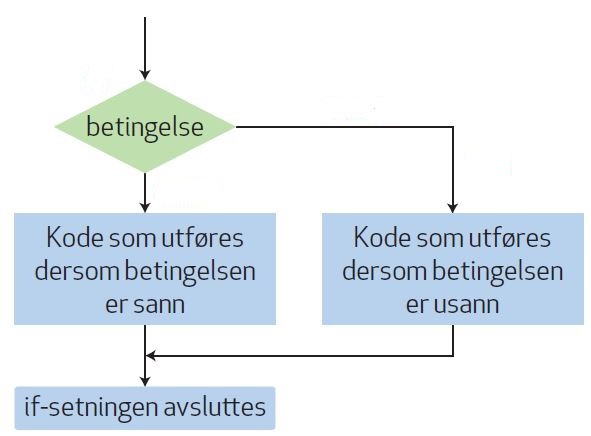 betingelse
Kode som utføres
dersom betingelsen
er sann
Kode som utføres
dersom betingelsen
er usann
if-setningen avsluttes